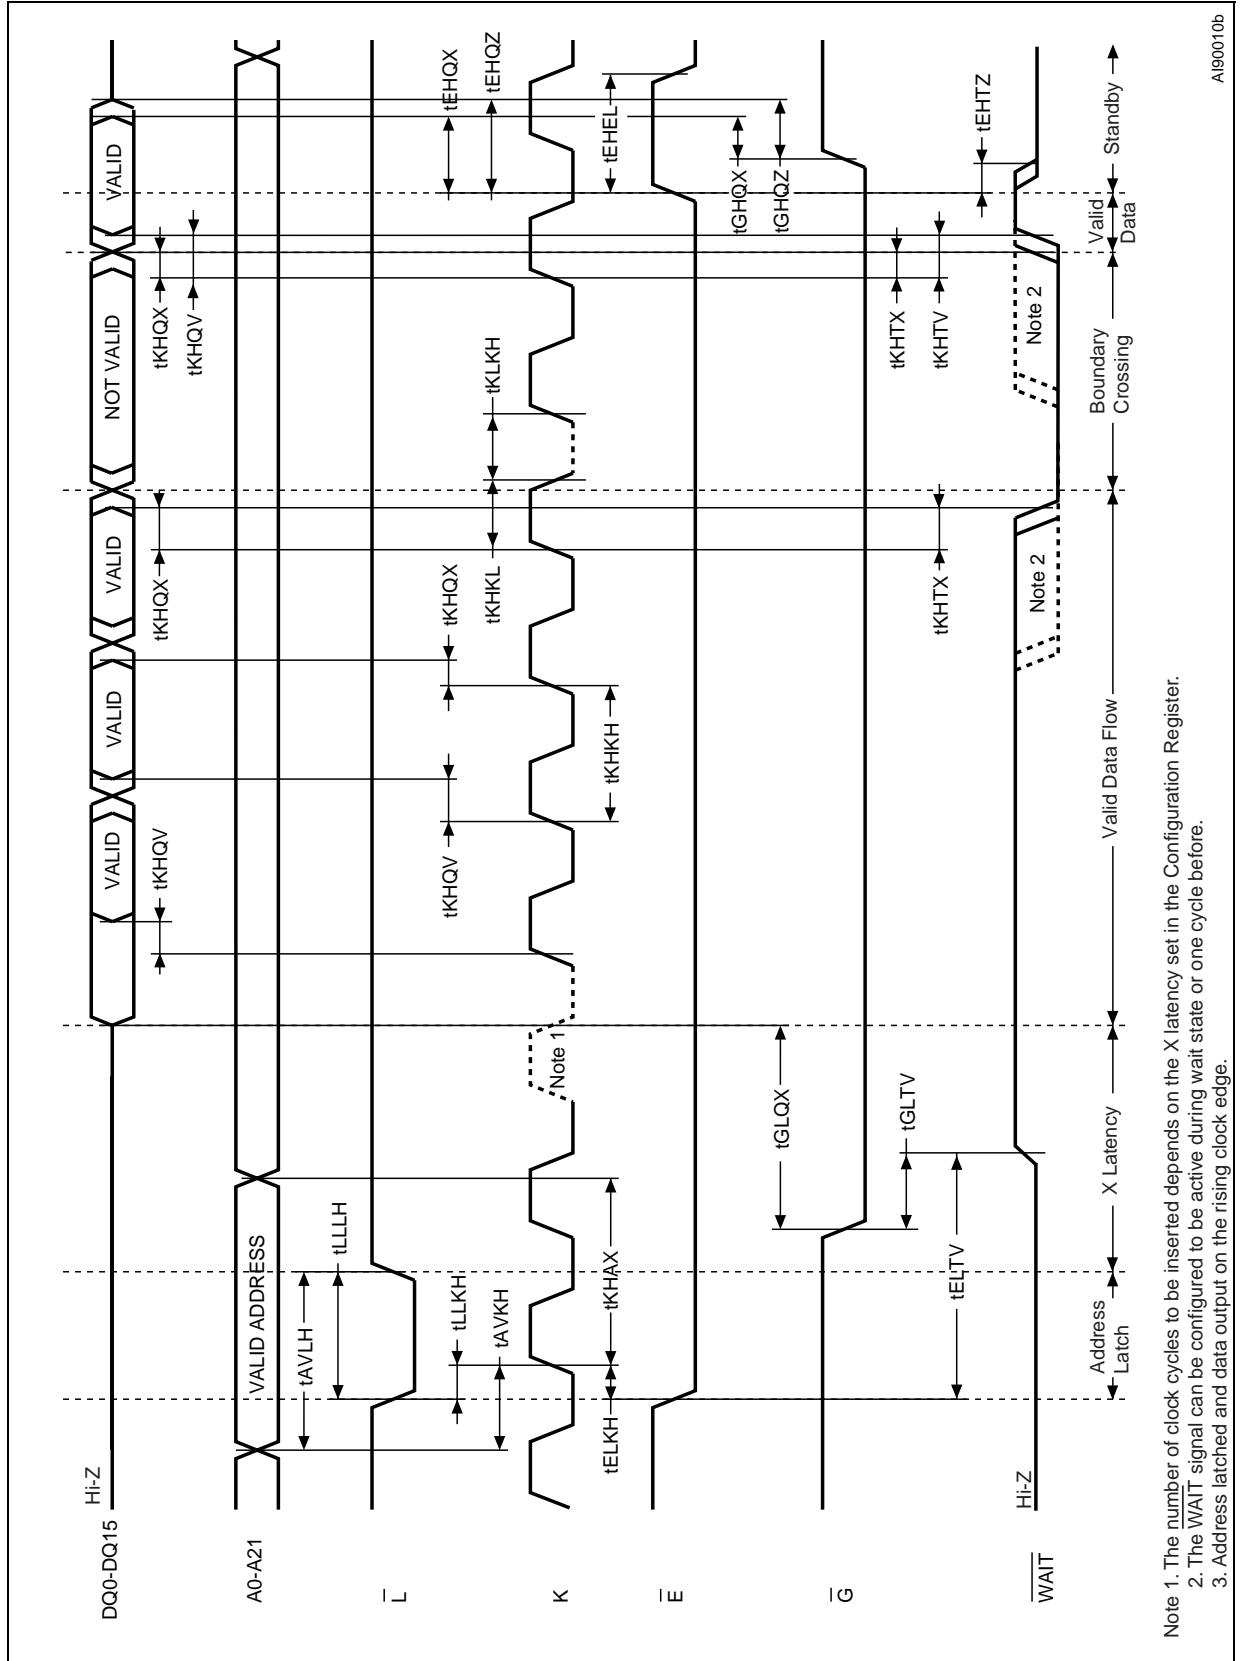 DQ0-DQ15
Hi-Z
VALID
VALID
VALID
NOT VALID
VALID
tKHQV
tKHQX
tKHQX
tKHQV
A0-A21
VALID ADDRESS
L
tAVLH
tLLLH
tLLKH
tAVKH
tKHQV
tKHQX
tKHKL
tKLKH
tEHQX
tEHQZ
K
Note 1
tELKH
tKHAX
tKHKH
tEHEL
E
tGHQX
tGHQZ
tGLQX
G
tGLTV
tELTV
tKHTX
tKHTX
tKHTV
tEHTZ
WAIT
Hi-Z
Note 2
Note 2
Address
Latch
X Latency
Valid Data Flow
Boundary
Crossing
Valid
Data
Standby
Note 1. The number of clock cycles to be inserted depends on the X latency set in the Configuration Register.
2. The WAIT signal can be configured to be active during wait state or one cycle before.
3. Address latched and data output on the rising clock edge.
AI90010b